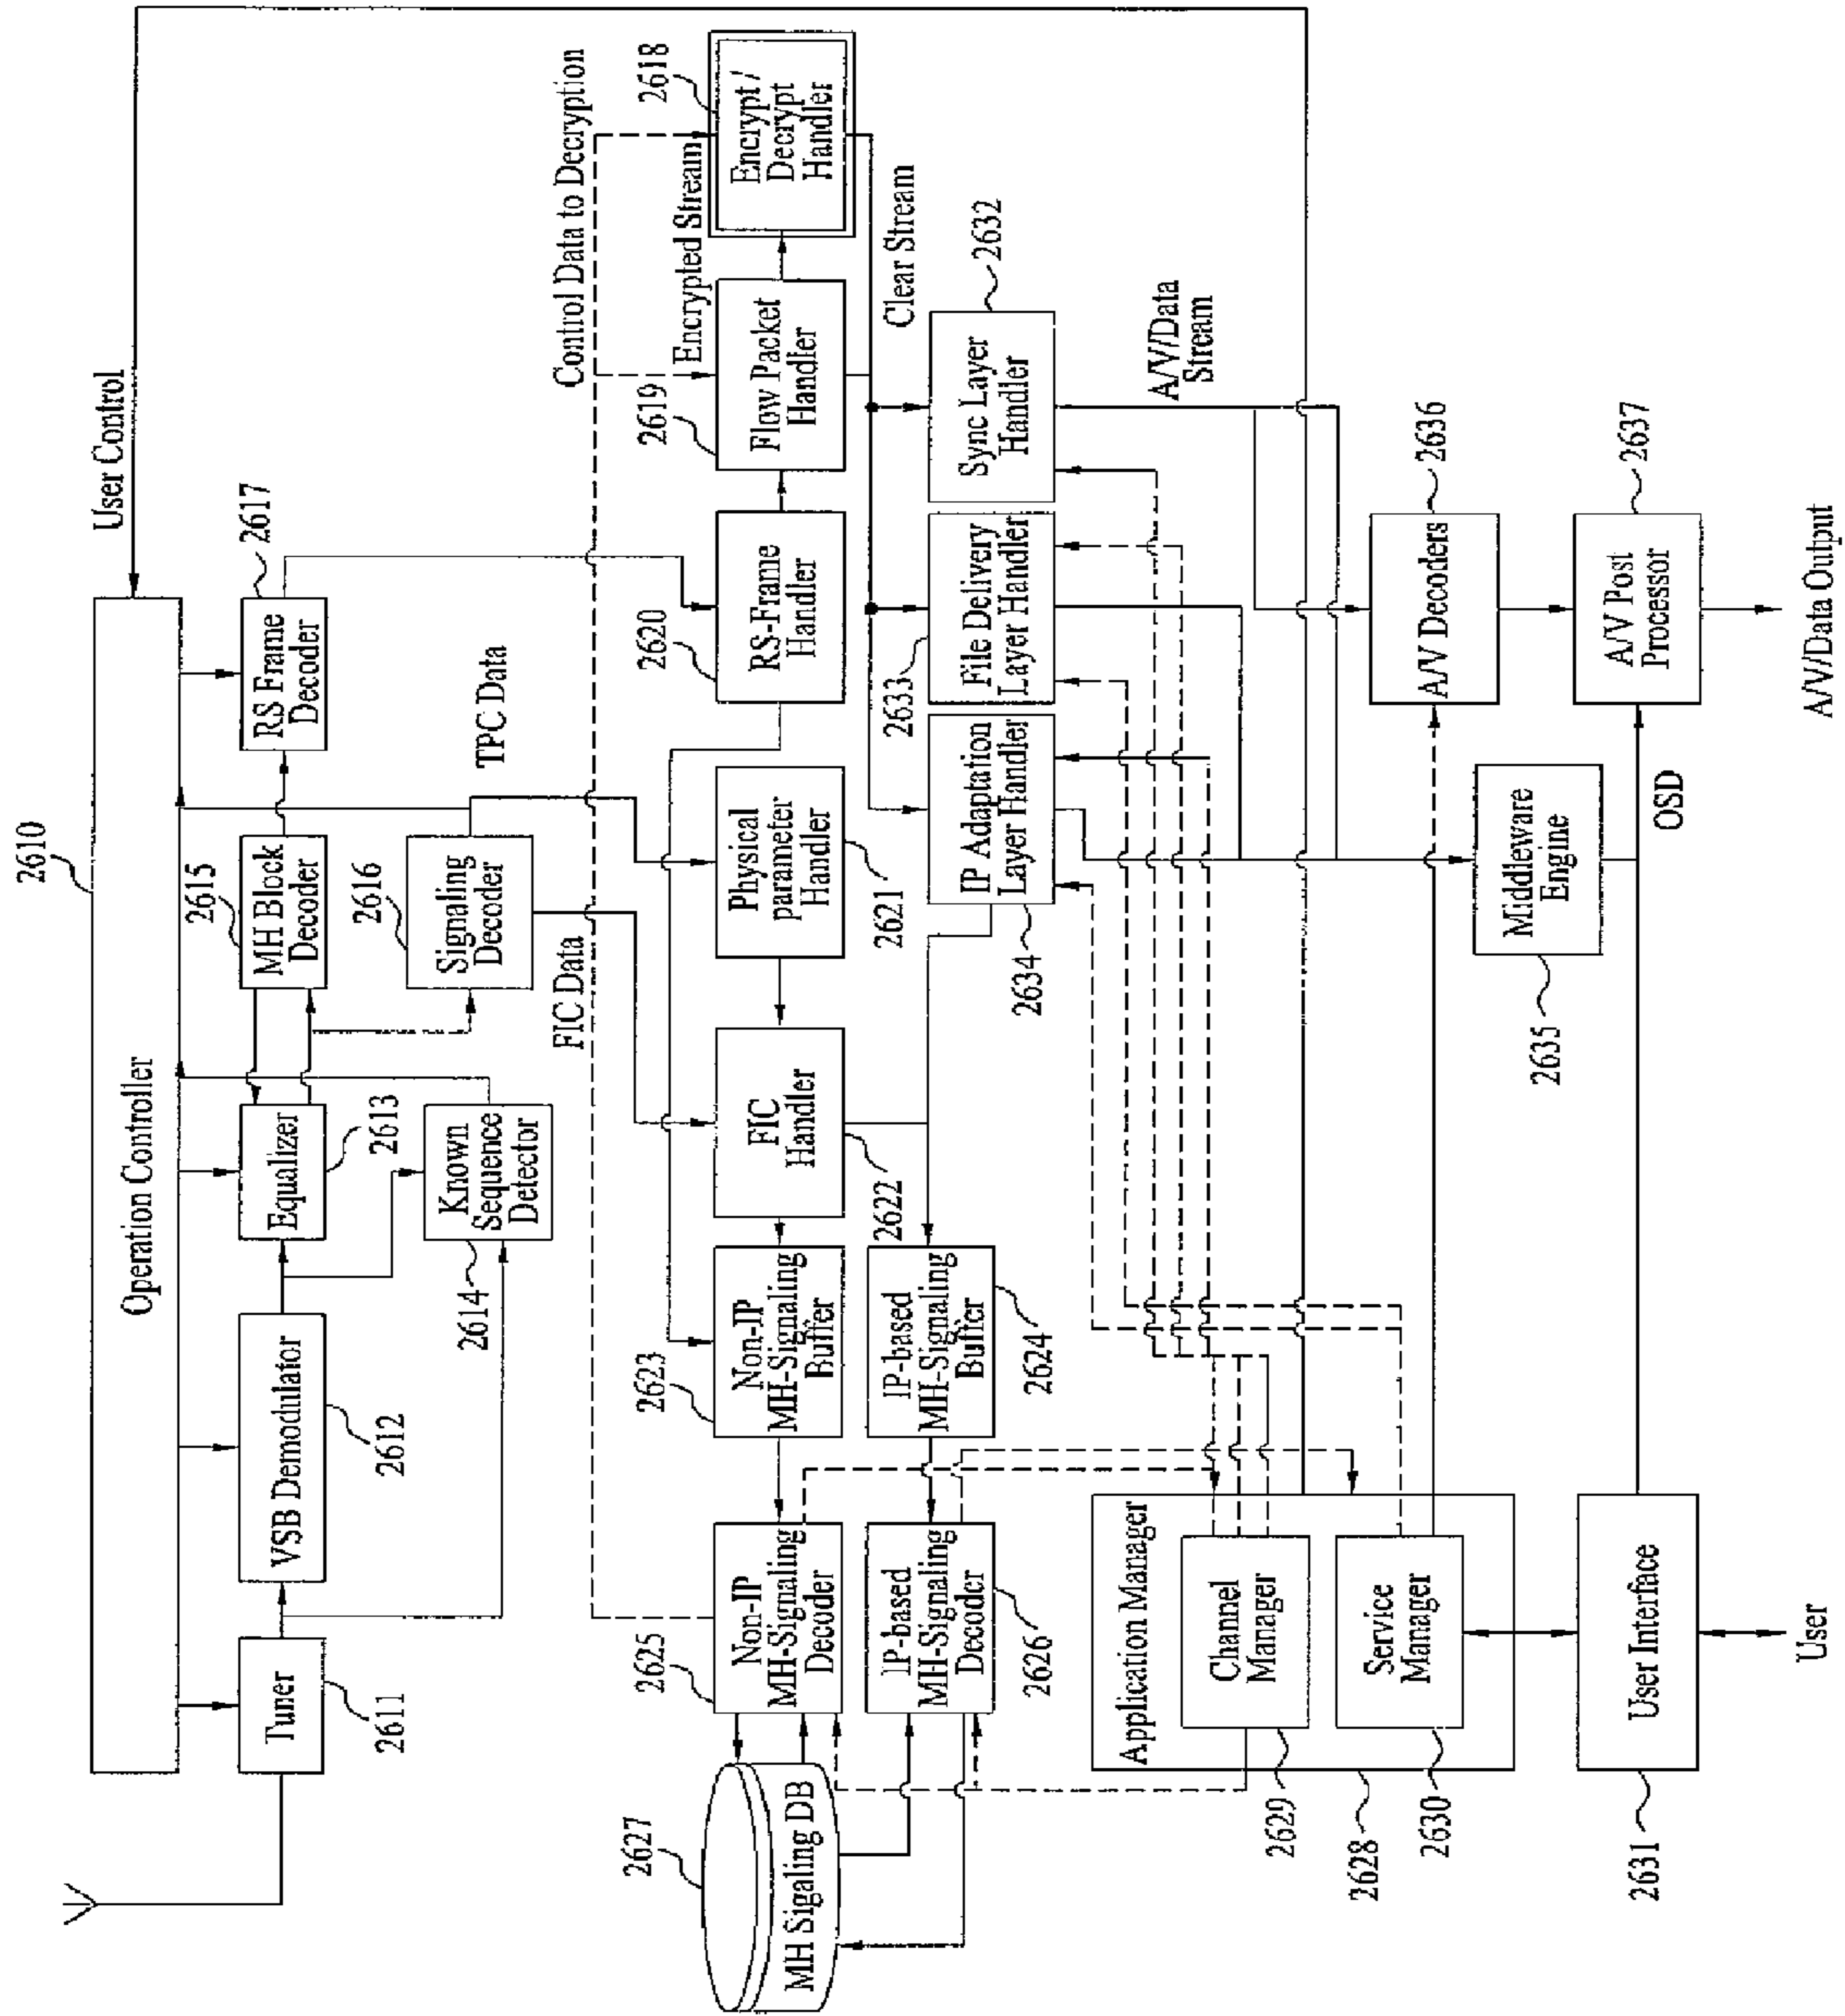 2610
User Control
Operation Controller
Tuner
2611
VSB Demodulator
2612
Equalizer
2613
Known
Sequence
Detector
2614
2615
MH Block
Decoder
2616
Signaling
Decoder
2617
RS Frame
Decoder
TPC Data
FIC Data
Control Data to Decryption
Encrypted Stream
2618
Encrypt /
Decrypt
Handler
2619
Flow Packet
Handler
2620
RS-Frame
Handler
Physical
parameter
Handler
2621
FIC
Handler
2622
2623
Non-IP
MH-Signaling
Buffer
IP-based
MH-Signaling
Buffer
2624
2625
Non-IP
MH-Signaling
Decoder
IP-based
MH-Signaling
Decoder
2626
2627
MH Sigaling DB
Clear Stream
2632
Sync Layer
Handler
2633
File Delivery
Layer Handler
IP Adaptation
Layer Handler
2634
A/V/Data
Stream
Application Manager
Channel
Manager
Service
Manager
2629
2628
2630
User Interface
2631
User
2635
Middleware
Engine
OSD
A/V Decoders
2636
A/V Post
Processor
2637
A/V/Data Output